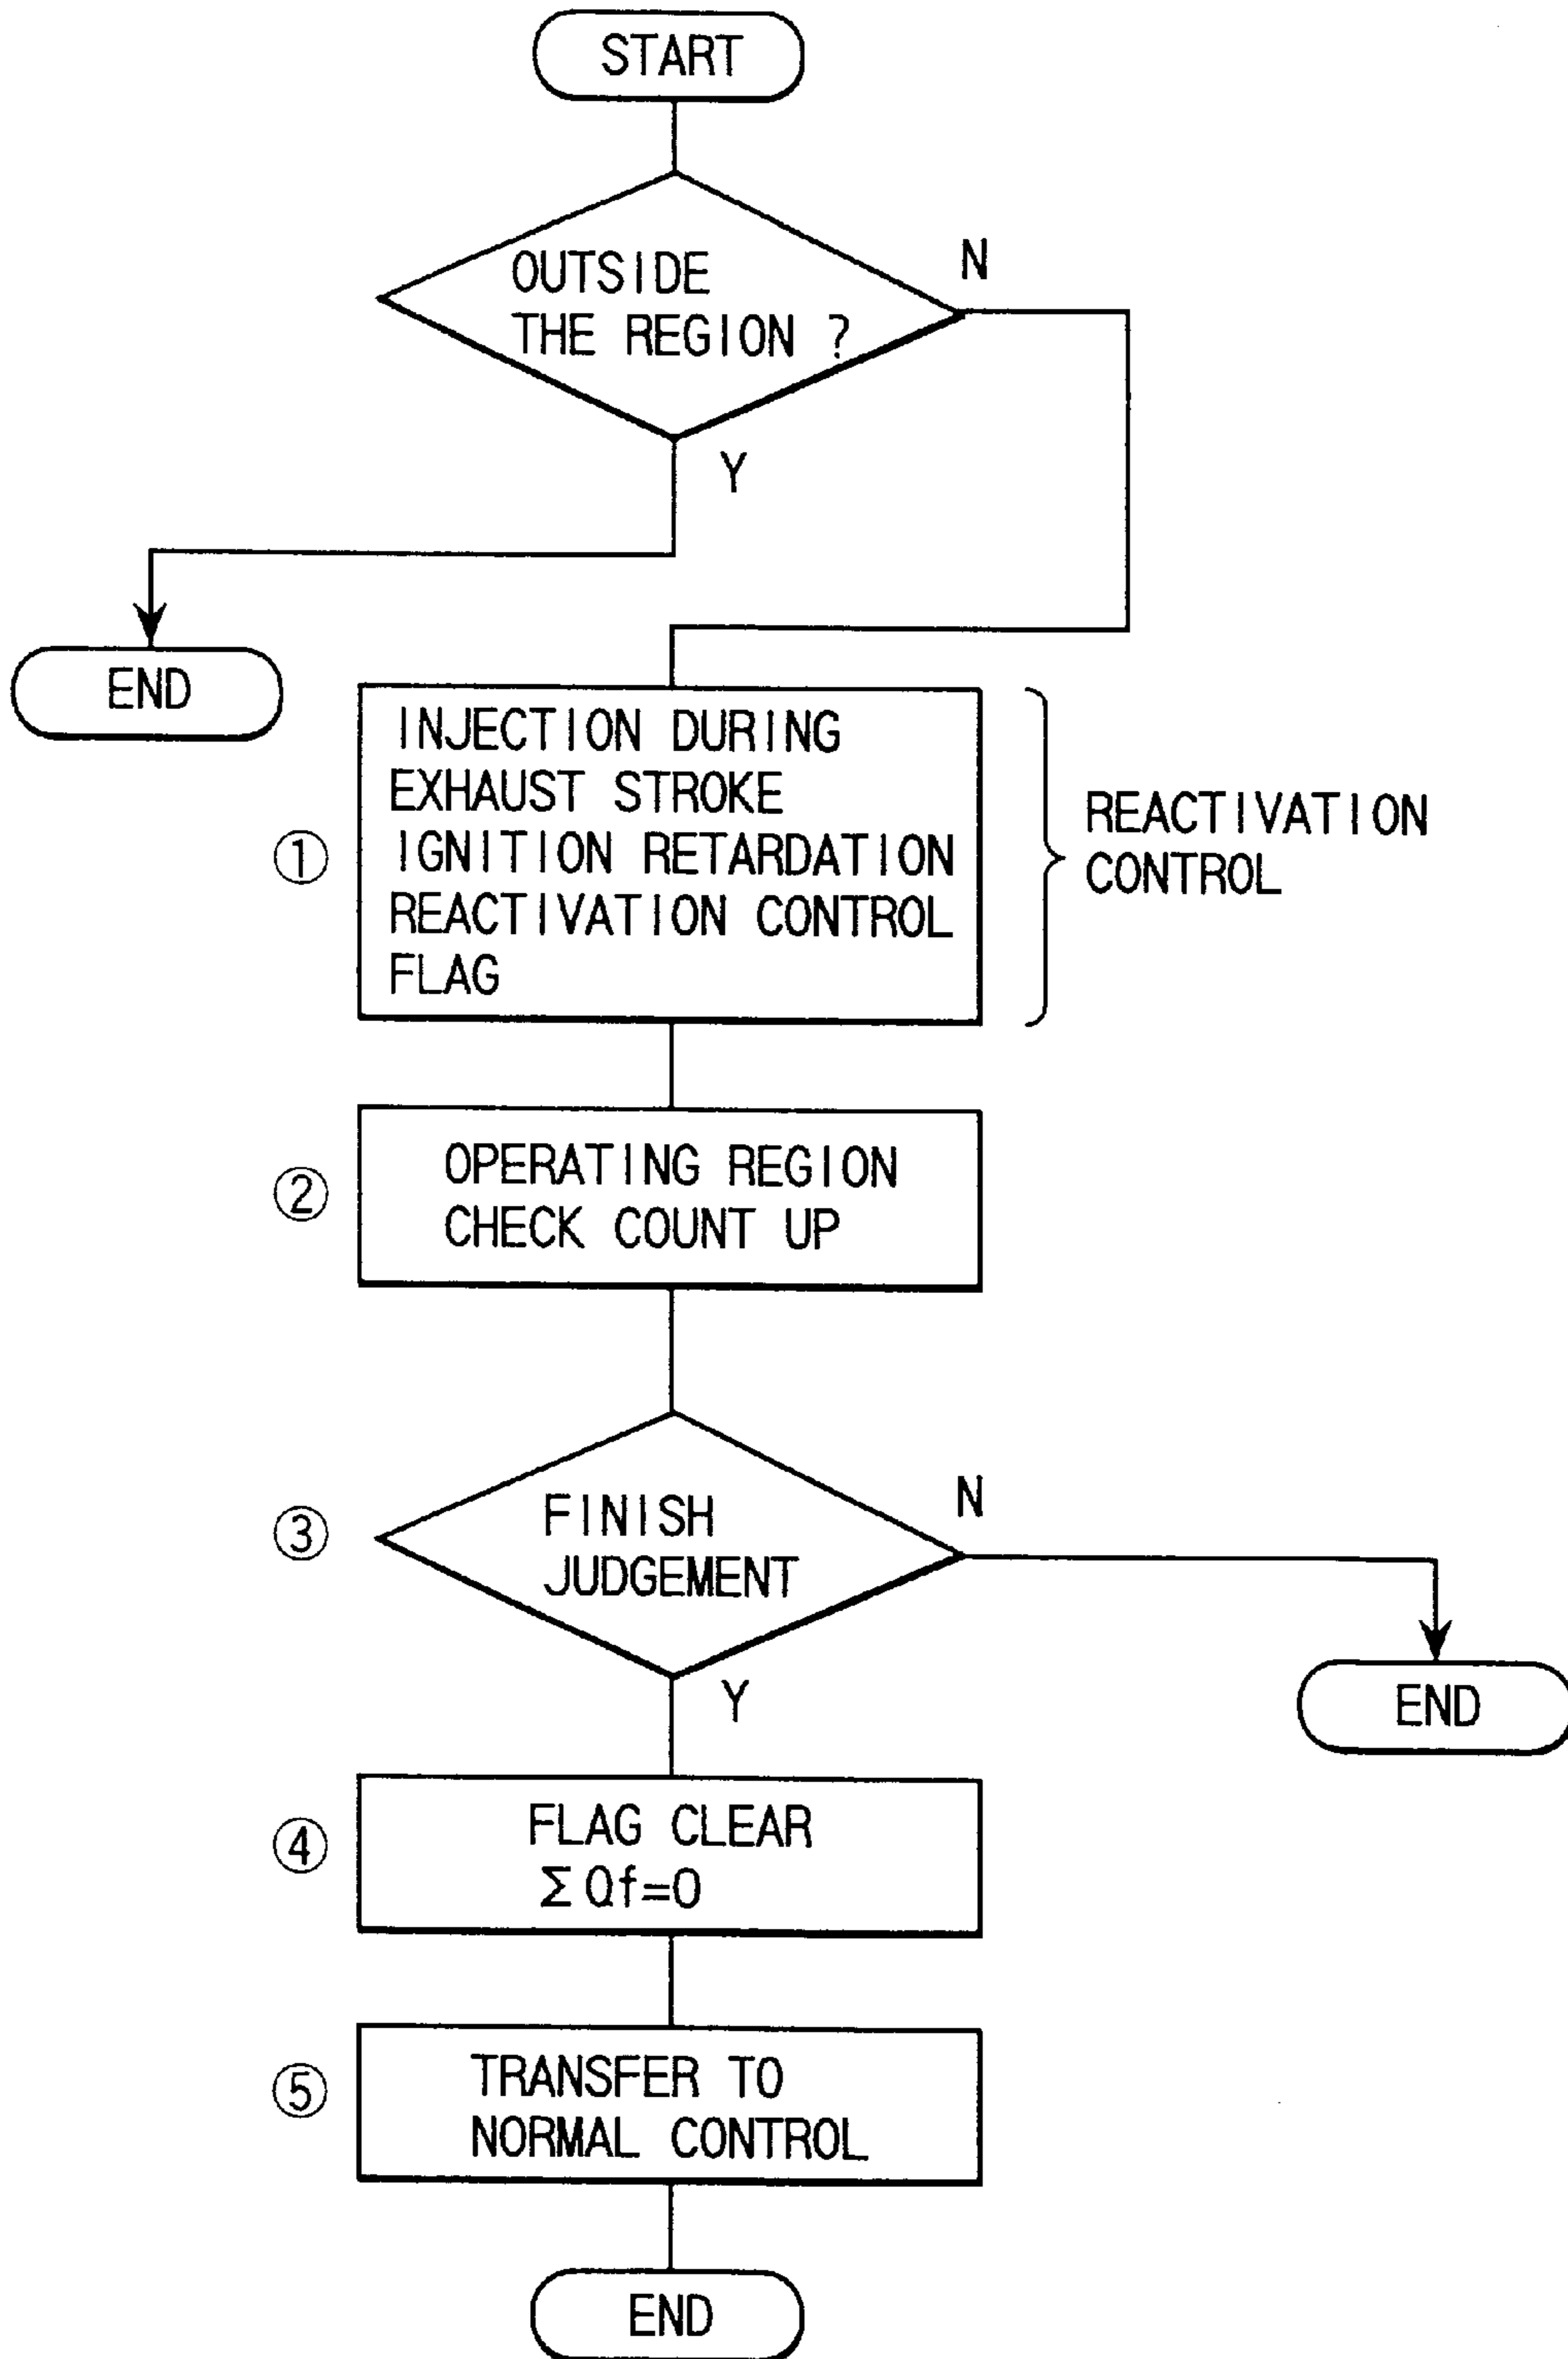 START
OUTSIDE
THE REGION ?
N
Y
END
①
INJECTION DURING
EXHAUST STROKE
IGNITION RETARDATION
REACTIVATION CONTROL
FLAG
REACTIVATION
CONTROL
②
OPERATING REGION
CHECK COUNT UP
③
FINISH
JUDGEMENT
N
Y
END
④
FLAG CLEAR
ΣQf=0
⑤
TRANSFER TO
NORMAL CONTROL
END